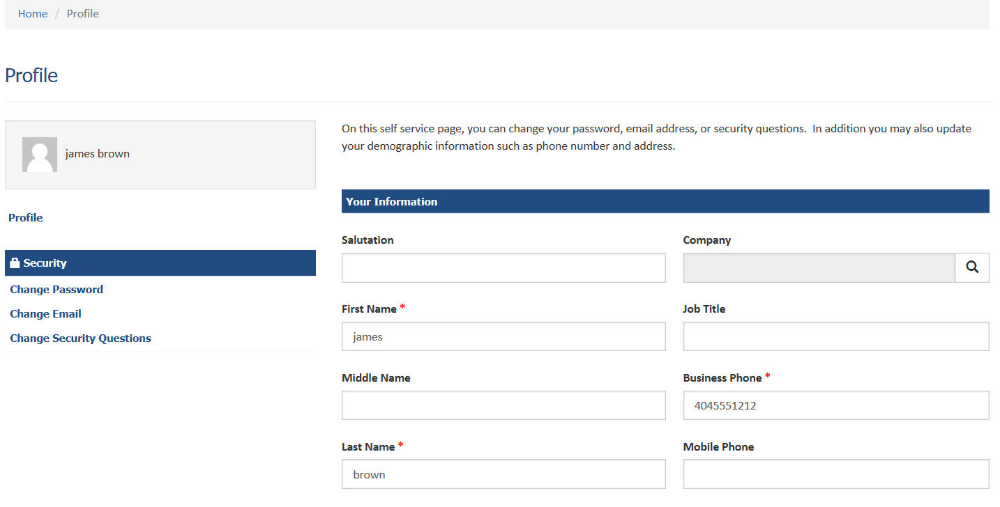 Home / Profile
Profile
james brown
Profile
Security
Change Password
Change Email
Change Security Questions
On this self service page, you can change your password, email address, or security questions.  In addition you may also update
your demographic information such as phone number and address.
Your Information
Salutation
Company
First Name *
james
Job Title
Middle Name
Business Phone *
4045551212
Last Name *
brown
Mobile Phone